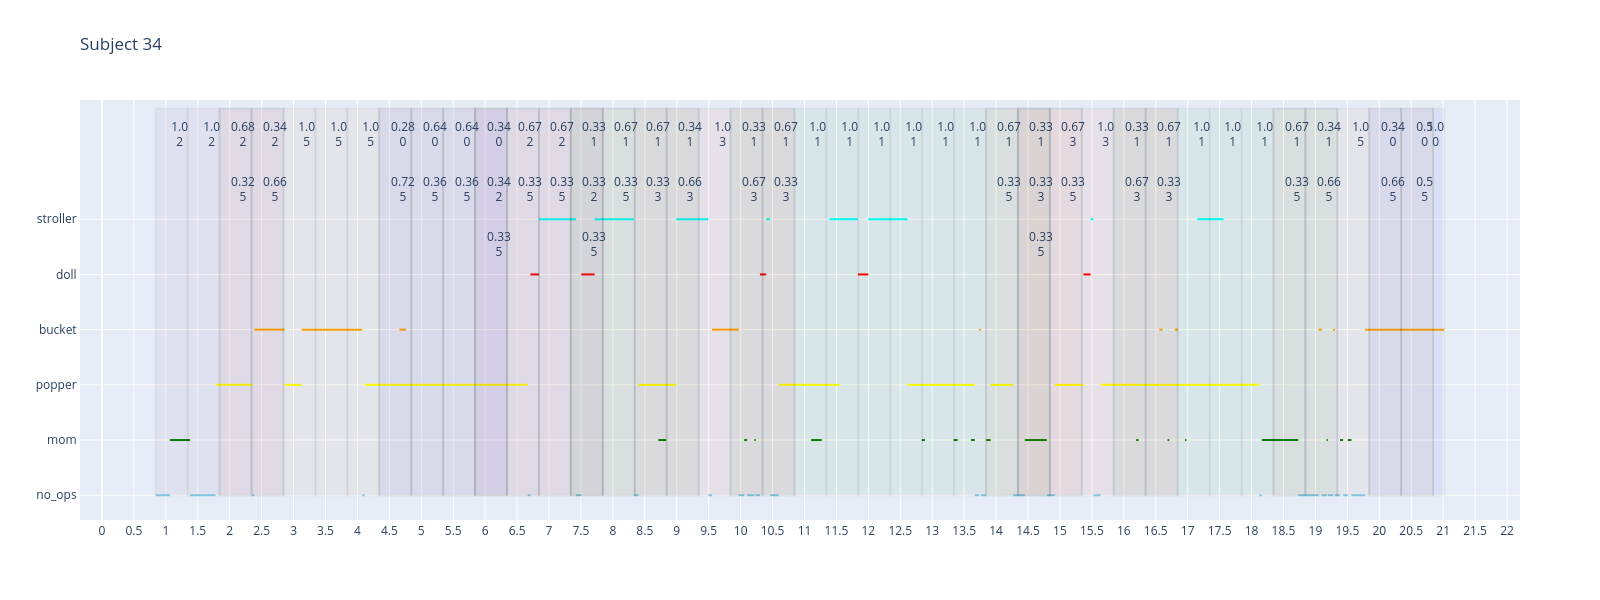 Subject 34
1.0 1.0 0.68 0.34 1.0 1.0 1.0 0.28 0.64 0.64 0.34 0.67 0.67 0.33 0.67 0.67 0.34 1.0 0.33 0.67 1.0 1.0 1.0 1.0 1.0 1.0 0.67 0.33 0.67 1.0 0.33 0.67 1.0 1.0 1.0 0.67 0.34 1.0 0.34 0.5 1.0
2 2 2 2 5 5 5 0 0 0 0 2 2 1 1 1 1 3 1 1 1 1 1 1 1 1 1 1 3 3 1 1 1 1 1 1 1 5 0 0 0
0.32 0.66 0.72 0.36 0.36 0.34 0.33 0.33 0.33 0.33 0.33 0.66 0.67 0.33 0.33 0.33 0.33 0.67 0.33 0.33 0.66 0.66 0.5
5 5 5 5 5 2 5 5 2 5 3 3 3 3 5 3 5 3 3 5 5 5 5
stroller
0.33 0.33 0.33
5 5 5
doll
bucket
popper
mom
no_ops
0 0.5 1 1.5 2 2.5 3 3.5 4 4.5 5 5.5 6 6.5 7 7.5 8 8.5 9 9.5 10 10.5 11 11.5 12 12.5 13 13.5 14 14.5 15 15.5 16 16.5 17 17.5 18 18.5 19 19.5 20 20.5 21 21.5 22